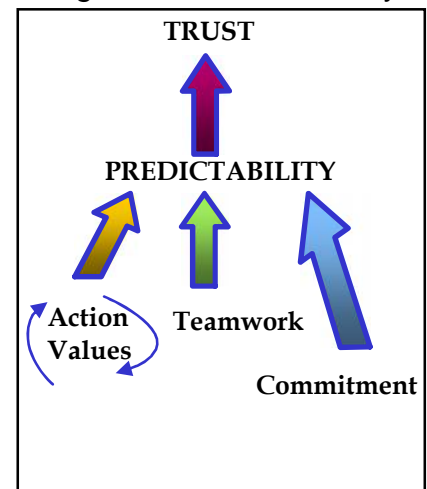 TRUST
PREDICTABILITY
Action
Values
Teamwork
Commitment